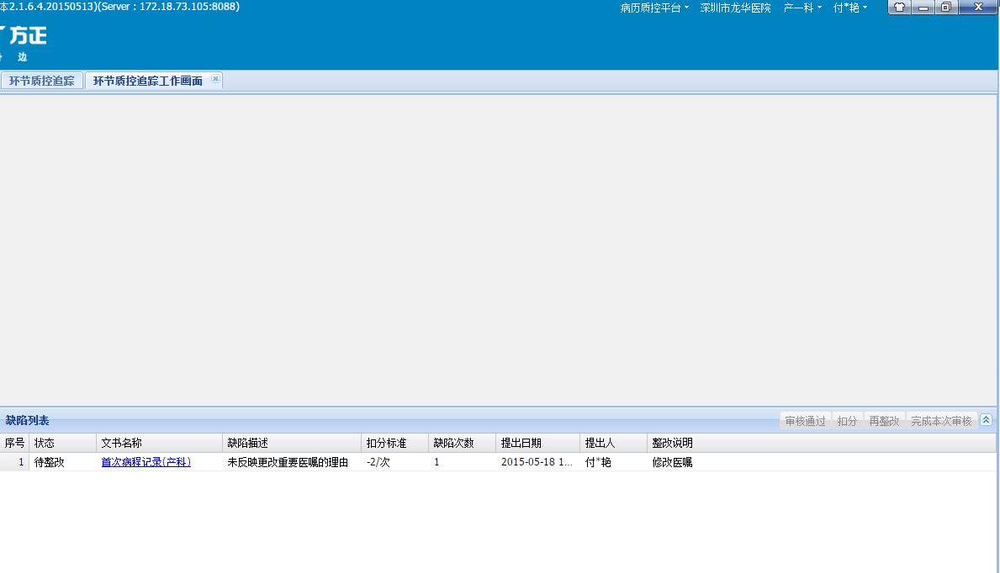 本2.1.6.4.20150513)(Server : 172.18.73.105:8088)
病历质控平台 深圳市龙华医院 产一科 付*艳
方正
边
环节质控追踪 环节质控追踪工作画面
缺陷列表 审核通过 扣分 再整改 完成本次审核
序号 状态 文书名称 缺陷描述 扣分标准 缺陷次数 提出日期 提出人 整改说明
1 待整改 首次病程记录(产科) 未反映更改重要医嘱的理由 -2/次 1 2015-05-18 1... 付*艳 修改医嘱